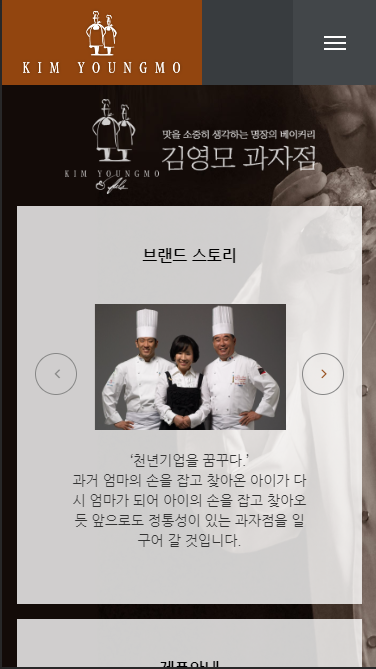 KIM YOUNGMO
맛을 소중히 생각하는 명장의 베이커리
김영모 과자점
KIM YOUNGMO
브랜드 스토리
‘천년기업을 꿈꾸다.’
과거 엄마의 손을 잡고 찾아온 아이가 다
시 엄마가 되어 아이의 손을 잡고 찾아오
듯 앞으로도 정통성이 있는 과자점을 일
구어 갈 것입니다.
제품안내